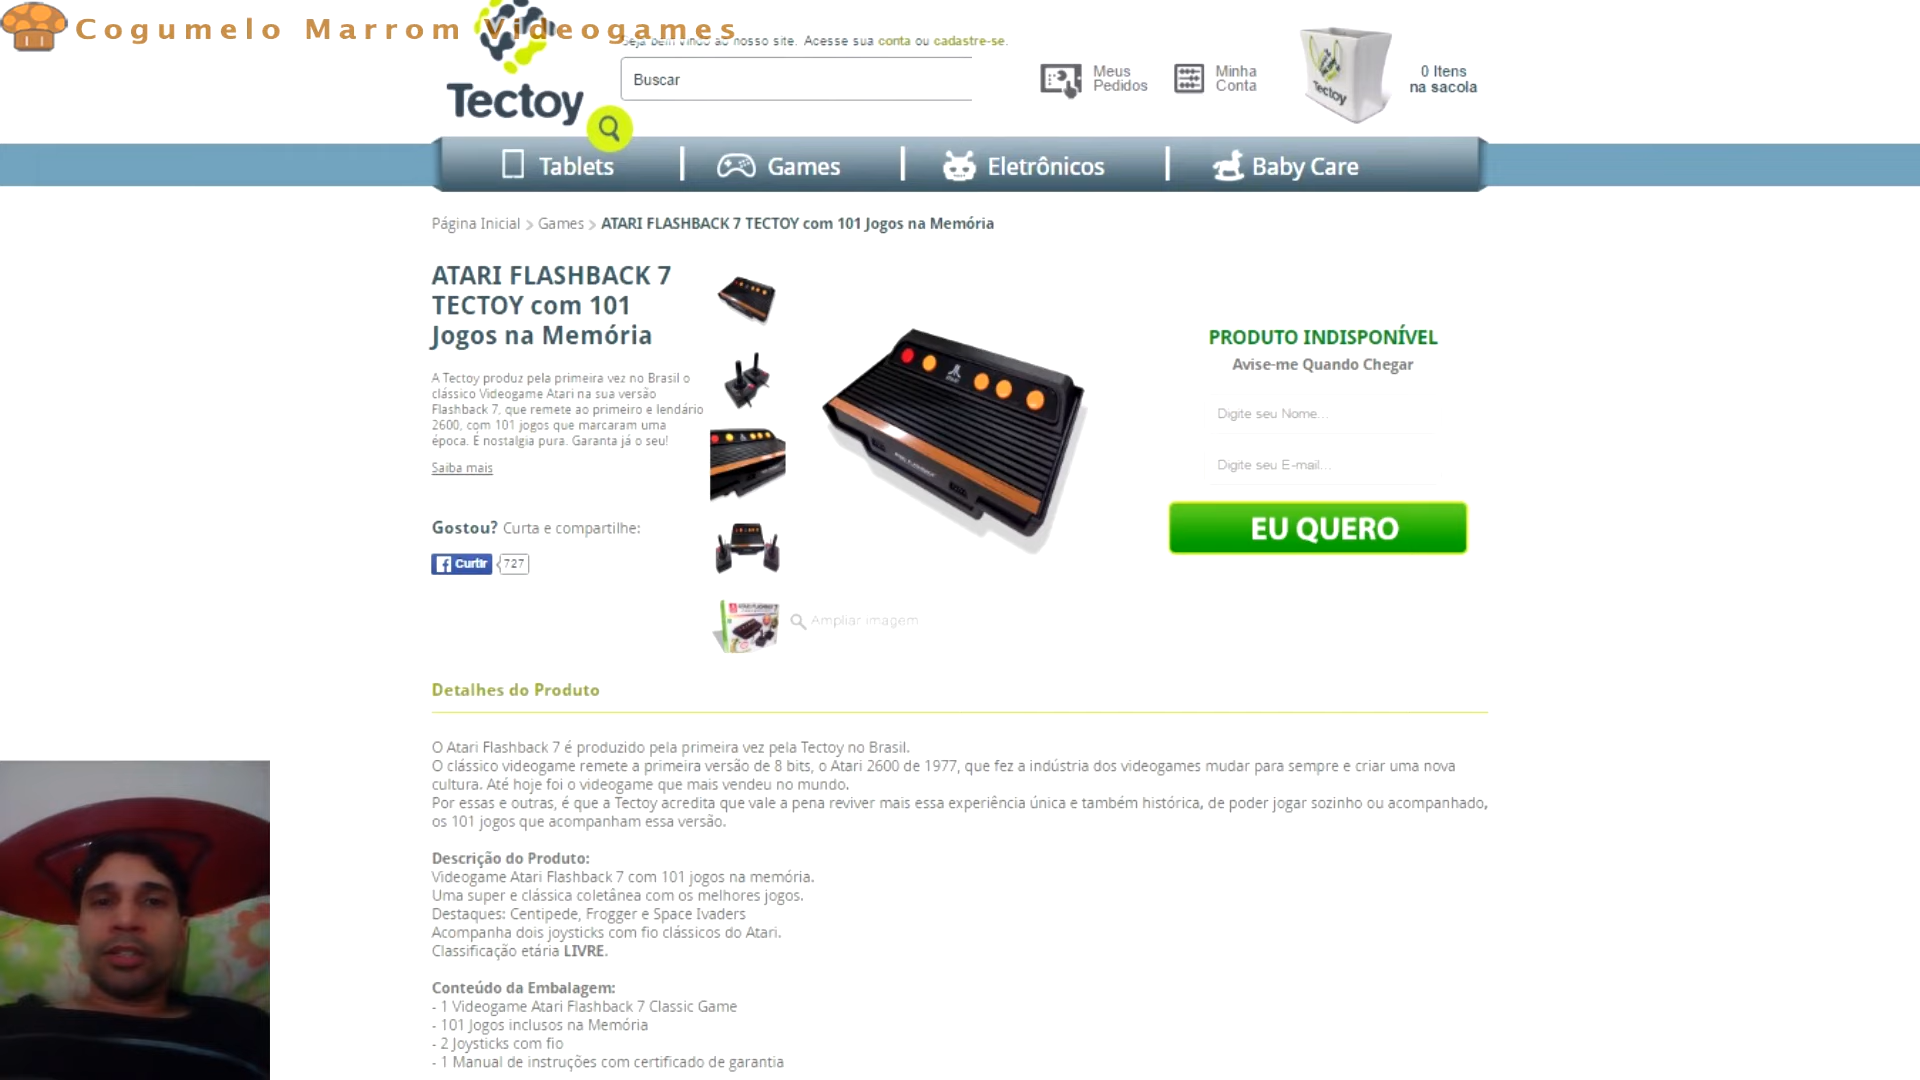 Cogumelo Marrom Videogames
Seja bem vindo ao nosso site. Acesse sua conta ou cadastre-se.
Tectoy
Buscar
Meus
Pedidos
Minha
Conta
Tectoy
0 Itens
na sacola
Tablets
Games
Eletrônicos
Baby Care
Página Inicial > Games > ATARI FLASHBACK 7 TECTOY com 101 Jogos na Memória
ATARI FLASHBACK 7
TECTOY com 101
Jogos na Memória
A Tectoy produz pela primeira vez no Brasil o
clássico Videogame Atari na sua versão
Flashback 7, que remete ao primeiro e lendário
2600, com 101 jogos que marcaram uma
época. É nostalgia pura. Garanta já o seu!
Saiba mais
Gostou? Curta e compartilhe:
Curtir 727
Ampliar imagem
PRODUTO INDISPONÍVEL
Avise-me Quando Chegar
Digite seu Nome...
Digite seu E-mail...
EU QUERO
Detalhes do Produto
O Atari Flashback 7 é produzido pela primeira vez pela Tectoy no Brasil.
O clássico videogame remete a primeira versão de 8 bits, o Atari 2600 de 1977, que fez a indústria dos videogames mudar para sempre e criar uma nova
cultura. Até hoje foi o videogame que mais vendeu no mundo.
Por essas e outras, é que a Tectoy acredita que vale a pena reviver mais essa experiência única e também histórica, de poder jogar sozinho ou acompanhado,
os 101 jogos que acompanham essa versão.
Descrição do Produto:
Videogame Atari Flashback 7 com 101 jogos na memória.
Uma super e clássica coletânea com os melhores jogos.
Destaques: Centipede, Frogger e Space Ivaders
Acompanha dois joysticks com fio clássicos do Atari.
Classificação etária LIVRE.
Conteúdo da Embalagem:
- 1 Videogame Atari Flashback 7 Classic Game
- 101 Jogos inclusos na Memória
- 2 Joysticks com fio
- 1 Manual de instruções com certificado de garantia